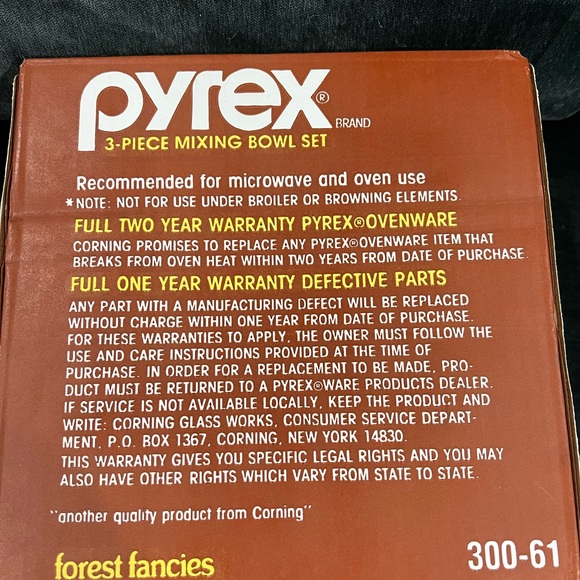 pyrex® BRAND
3-PIECE MIXING BOWL SET
Recommended for microwave and oven use
*NOTE: NOT FOR USE UNDER BROILER OR BROWNING ELEMENTS.
FULL TWO YEAR WARRANTY PYREX®OVENWARE
CORNING PROMISES TO REPLACE ANY PYREX®OVENWARE ITEM THAT
BREAKS FROM OVEN HEAT WITHIN TWO YEARS FROM DATE OF PURCHASE.
FULL ONE YEAR WARRANTY DEFECTIVE PARTS
ANY PART WITH A MANUFACTURING DEFECT WILL BE REPLACED
WITHOUT CHARGE WITHIN ONE YEAR FROM DATE OF PURCHASE.
FOR THESE WARRANTIES TO APPLY, THE OWNER MUST FOLLOW THE
USE AND CARE INSTRUCTIONS PROVIDED AT THE TIME OF
PURCHASE. IN ORDER FOR A REPLACEMENT TO BE MADE, PRO-
DUCT MUST BE RETURNED TO A PYREX®WARE PRODUCTS DEALER.
IF SERVICE IS NOT AVAILABLE LOCALLY, KEEP THE PRODUCT AND
WRITE: CORNING GLASS WORKS, CONSUMER SERVICE DEPART-
MENT, P.O. BOX 1367, CORNING, NEW YORK 14830.
THIS WARRANTY GIVES YOU SPECIFIC LEGAL RIGHTS AND YOU MAY
ALSO HAVE OTHER RIGHTS WHICH VARY FROM STATE TO STATE.
"another quality product from Corning"
forest fancies 300-61